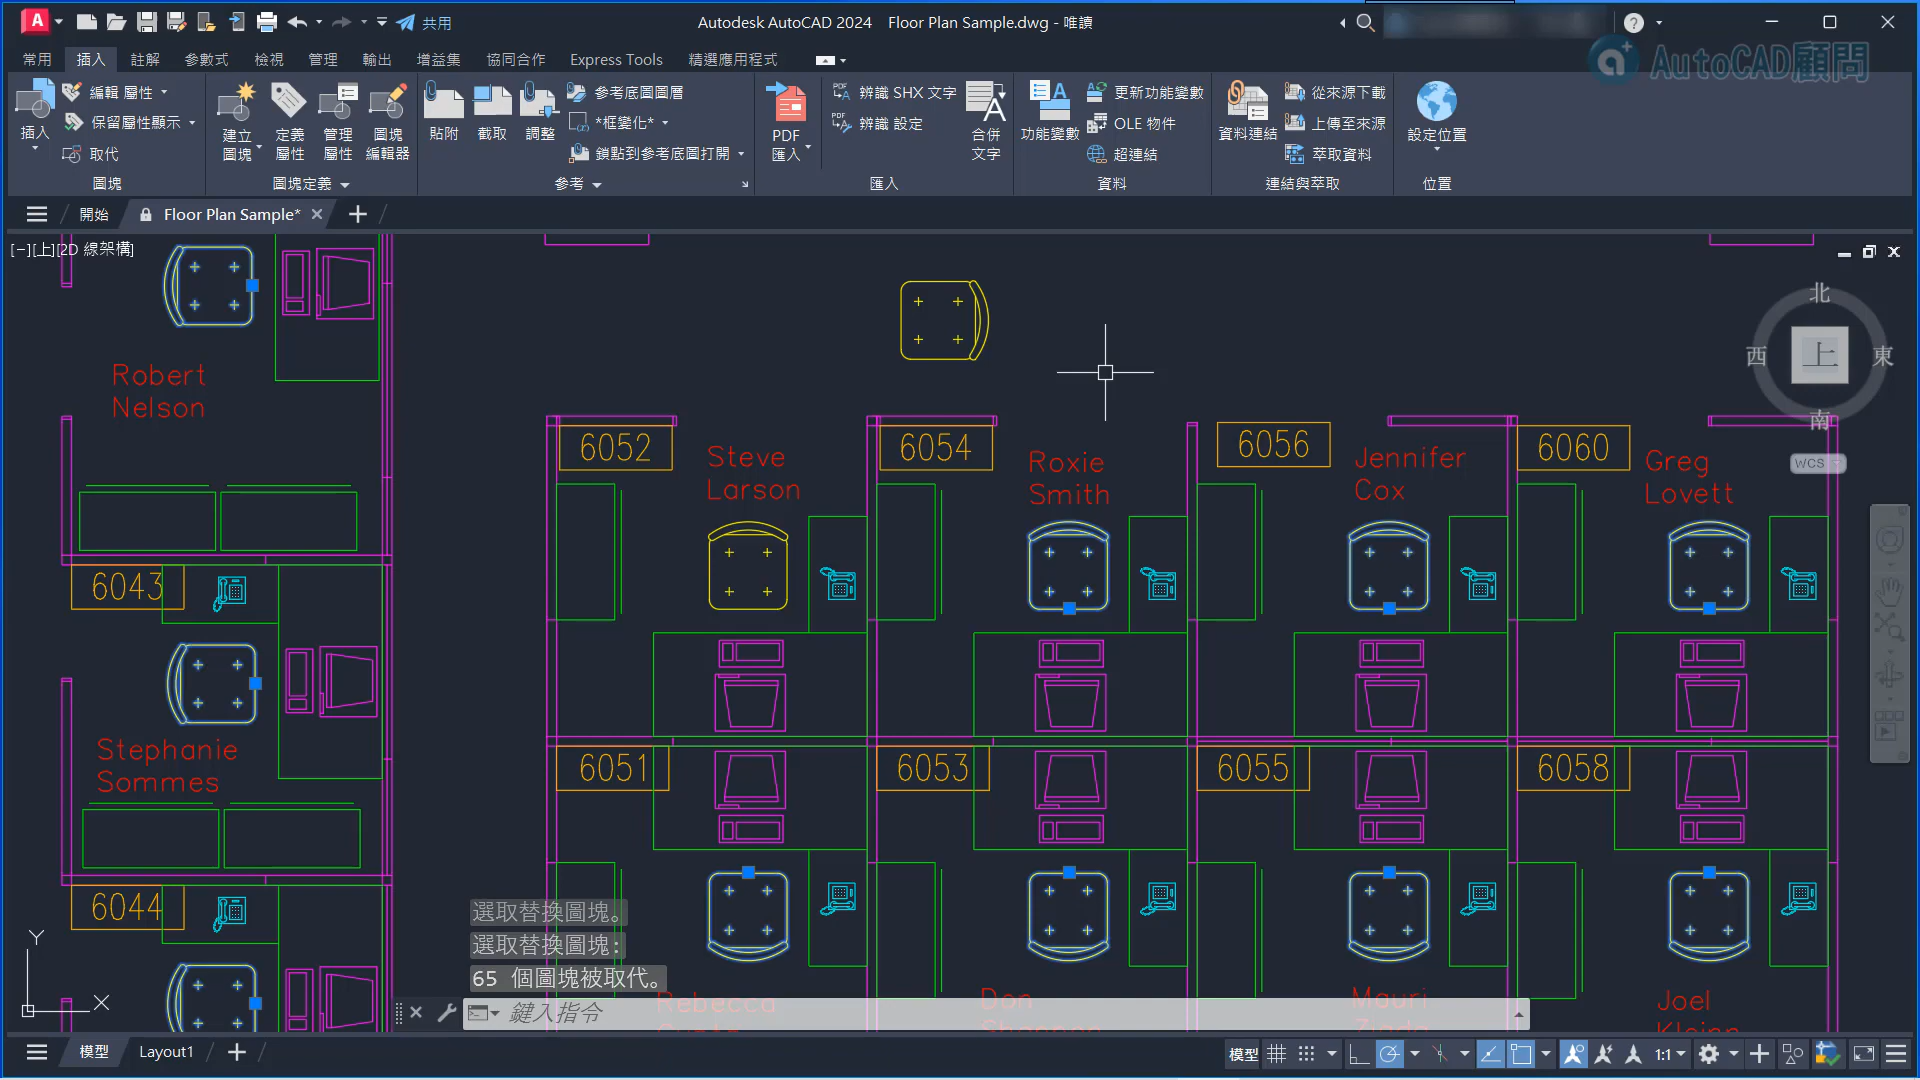 共用
Autodesk AutoCAD 2024 Floor Plan Sample.dwg - 唯讀
AutoCAD顧問
常用 插入 註解 參數式 檢視 管理 輸出 增益集 協同合作 Express Tools 精選應用程式
插入
編輯 屬性
保留屬性顯示
取代
圖塊
建立
圖塊
定義
屬性
管理
屬性
圖塊
編輯器
圖塊定義
貼附
截取
調整
參考底圖圖層
*框變化*
鎖點到參考底圖打開
參考
PDF
匯入
辨識 SHX 文字
辨識 設定
合併
文字
匯入
功能變數
更新功能變數
OLE 物件
超連結
資料
資料連結
從來源下載
上傳至來源
萃取資料
連結與萃取
設定位置
位置
開始
Floor Plan Sample*
[−][上][2D 線架構]
北
西
上
東
南
WCS
Robert
Nelson
6052
Steve
Larson
6054
Roxie
Smith
6056
Jennifer
Cox
6060
Greg
Lovett
6043
Stephanie
Sommes
6051
6053
6055
6058
6044
選取替換圖塊。
選取替換圖塊:
65 個圖塊被取代。
Rebecca
Don
Shannon
Mauri
Joel
鍵入指令
Y
X
模型
Layout1
模型
1:1